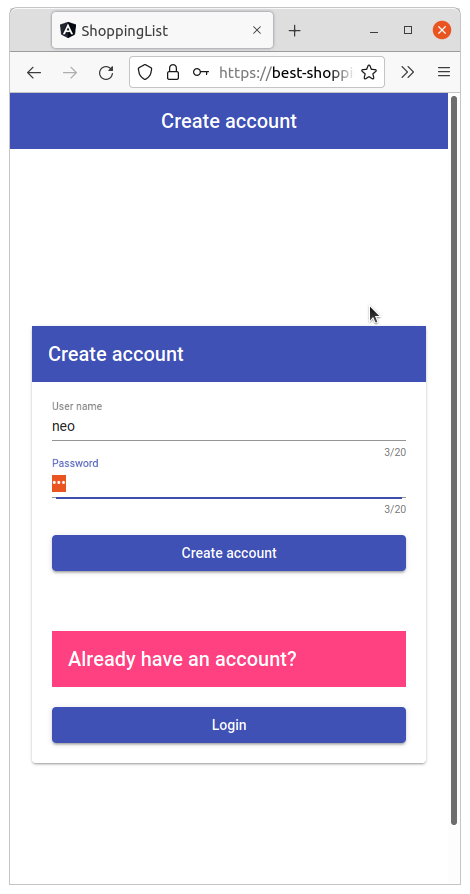 ShoppingList
https://best-shopp
Create account
Create account
User name
neo
3/20
Password
•••
3/20
Create account
Already have an account?
Login